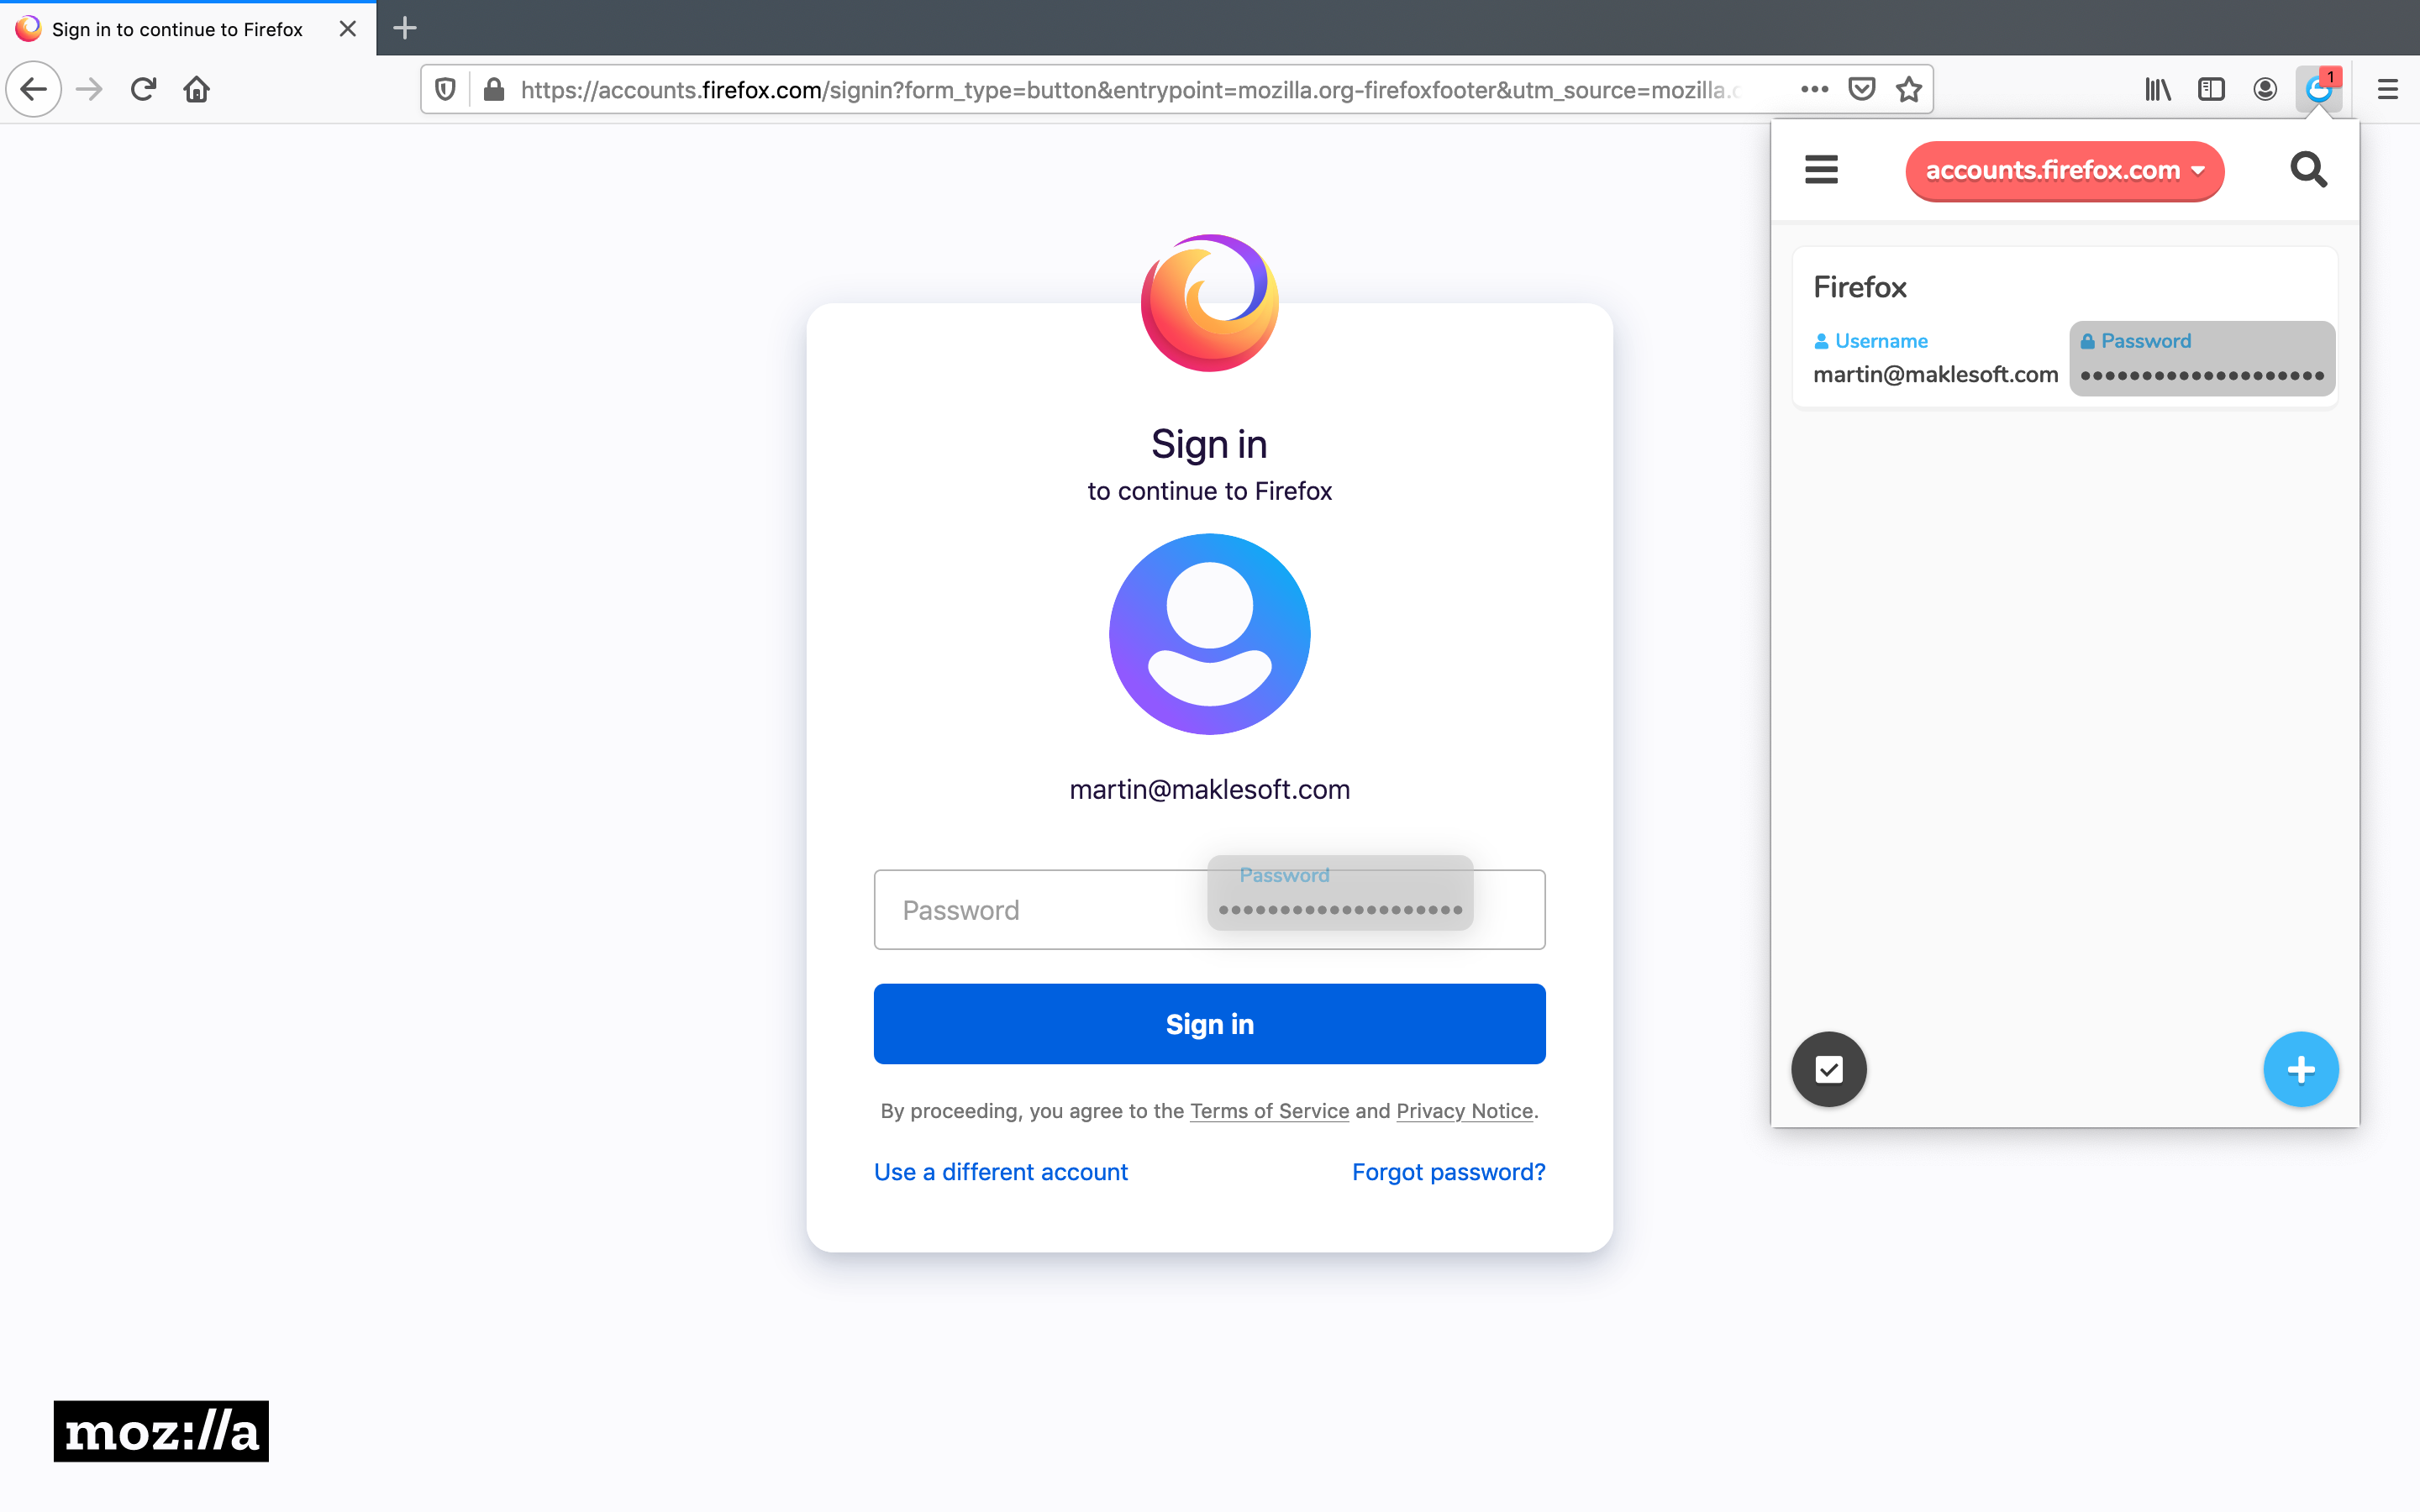 Sign in to continue to Firefox
https://accounts.firefox.com/signin?form_type=button&entrypoint=mozilla.org-firefoxfooter&utm_source=mozilla.
1
accounts.firefox.com
Firefox
Username
Password
martin@maklesoft.com
••••••••••••••••••••
Sign in
to continue to Firefox
martin@maklesoft.com
Password
Password
••••••••••••••••••••
Sign in
By proceeding, you agree to the Terms of Service and Privacy Notice.
Use a different account
Forgot password?
moz://a